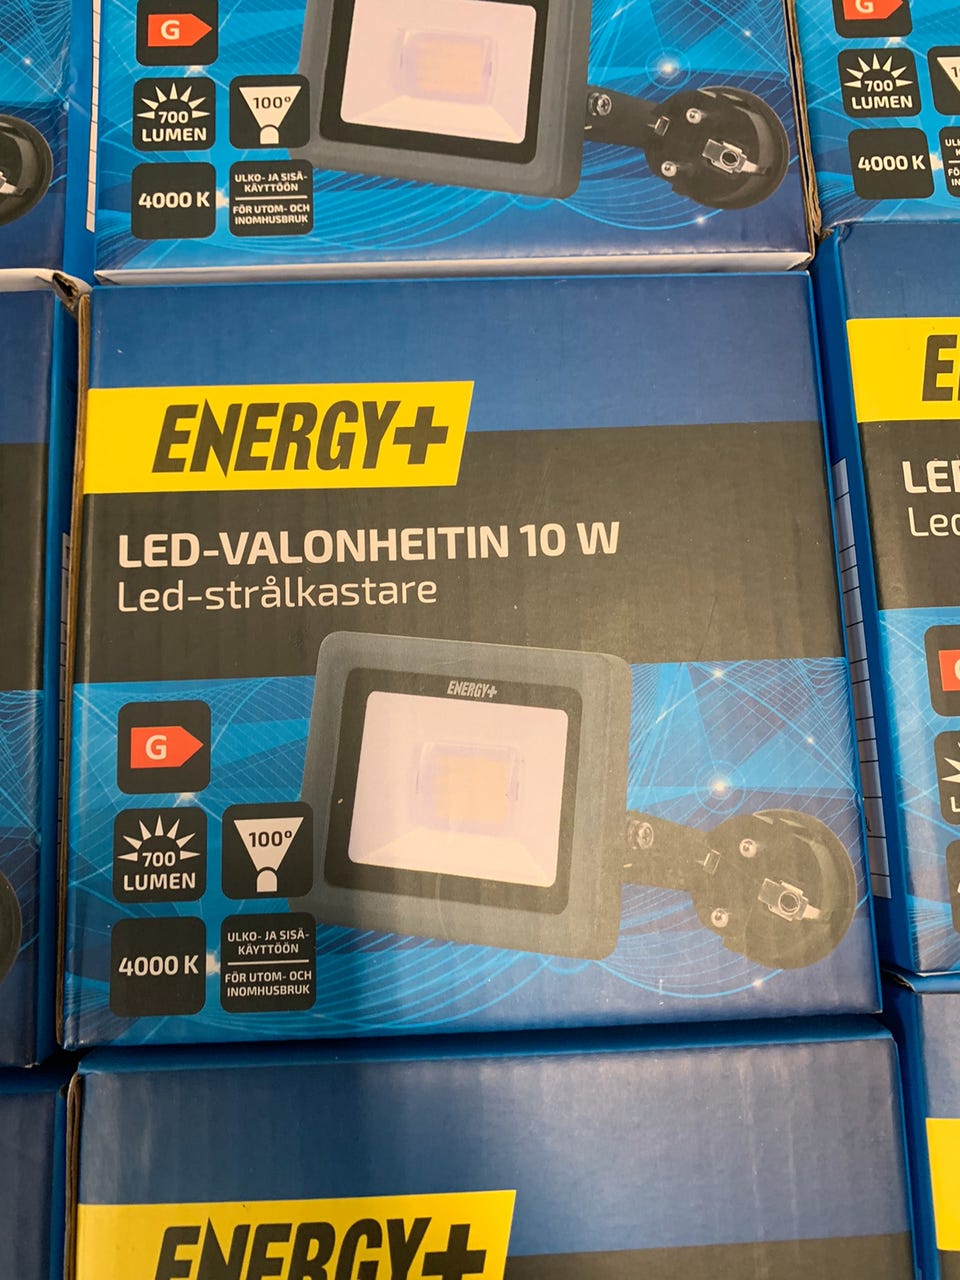 G
700
LUMEN
100°
4000 K
ULKO- JA SISÄ-
KÄYTTÖÖN
FÖR UTOM- OCH
INOMHUSBRUK
G
700
LUMEN
4000 K
ENERGY+
LED-VALONHEITIN 10 W
Led-strålkastare
ENERGY+
G
700
LUMEN
100°
4000 K
ULKO- JA SISÄ-
KÄYTTÖÖN
FÖR UTOM- OCH
INOMHUSBRUK
ENERGY+